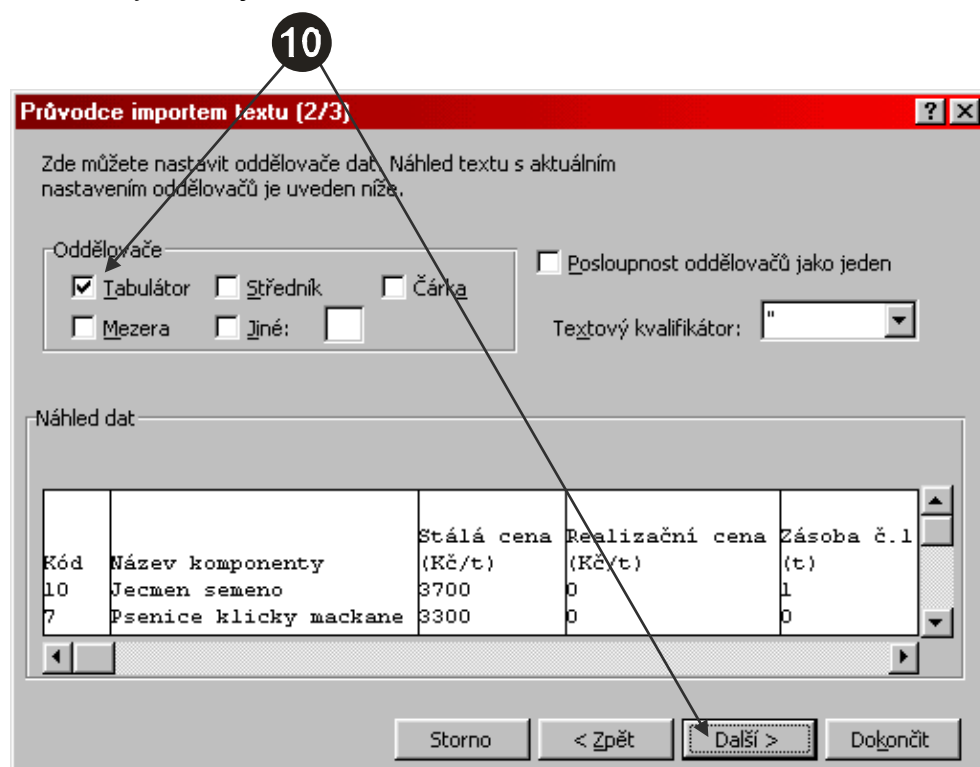 10
Průvodce importem textu (2/3)
Zde můžete nastavit oddělovače dat. Náhled textu s aktuálním
nastavením oddělovačů je uveden níže.
Oddělovače
Tabulátor Středník Čárka
Mezera Jiné:
Posloupnost oddělovačů jako jeden
Textový kvalifikátor: "
Náhled dat
Stálá cena Realizační cena Zásoba č.1
Kód Název komponenty (Kč/t) (Kč/t) (t)
10 Jecmen semeno 3700 0 1
7 Psenice klicky mackane 3300 0 0
Storno < Zpět Další > Dokončit